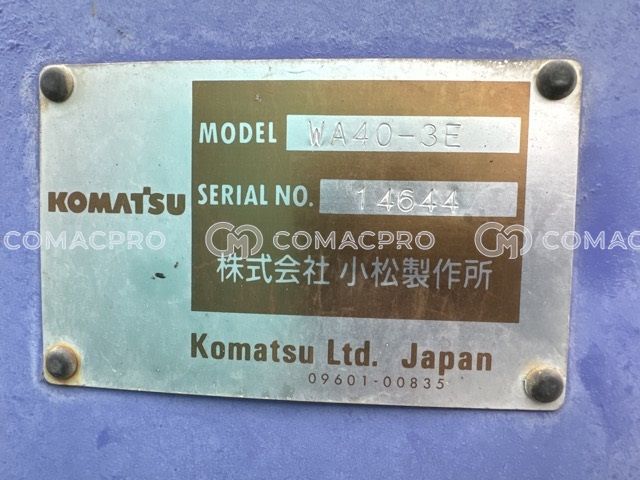 MODEL WA40-3E
KOMATSU
SERIAL NO. 14644
COMACPRO COMACPRO COMACPRO
株式会社 小松製作所
Komatsu Ltd. Japan
09601-00835